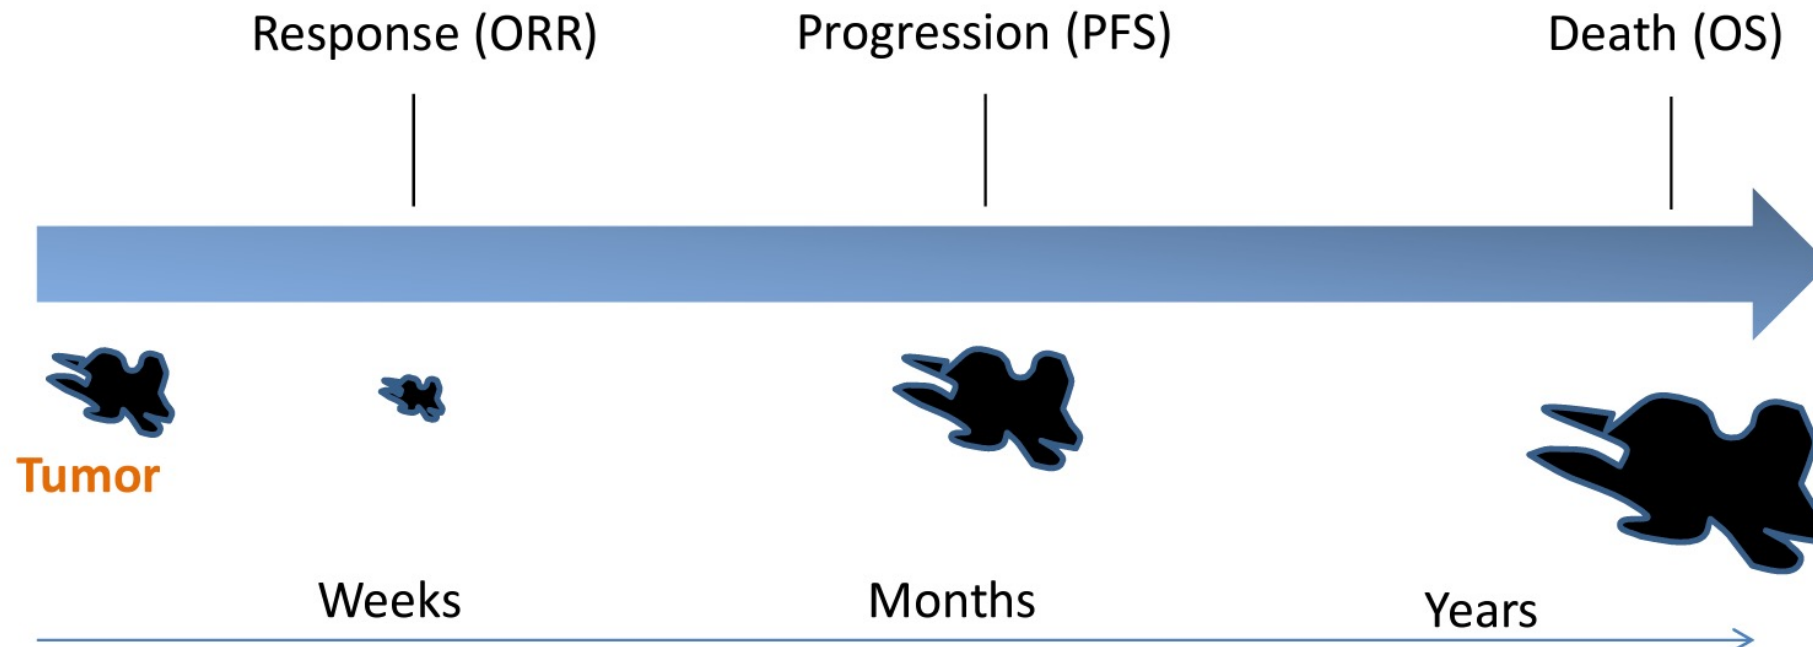 Response (ORR)
Progression (PFS)
Death (OS)
Tumor
Weeks
Months
Years